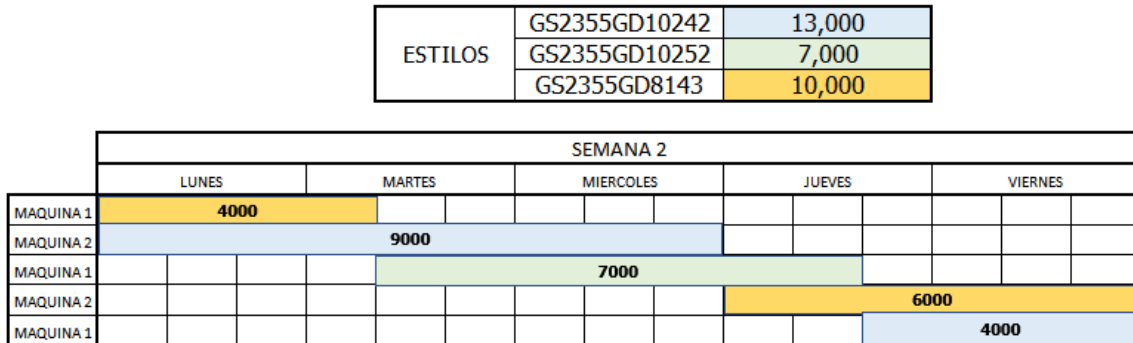 GS2355GD10242 13,000
ESTILOS GS2355GD10252 7,000
GS2355GD8143 10,000
SEMANA 2
LUNES MARTES MIERCOLES JUEVES VIERNES
MAQUINA 1 4000
MAQUINA 2 9000
MAQUINA 1 7000
MAQUINA 2 6000
MAQUINA 1 4000